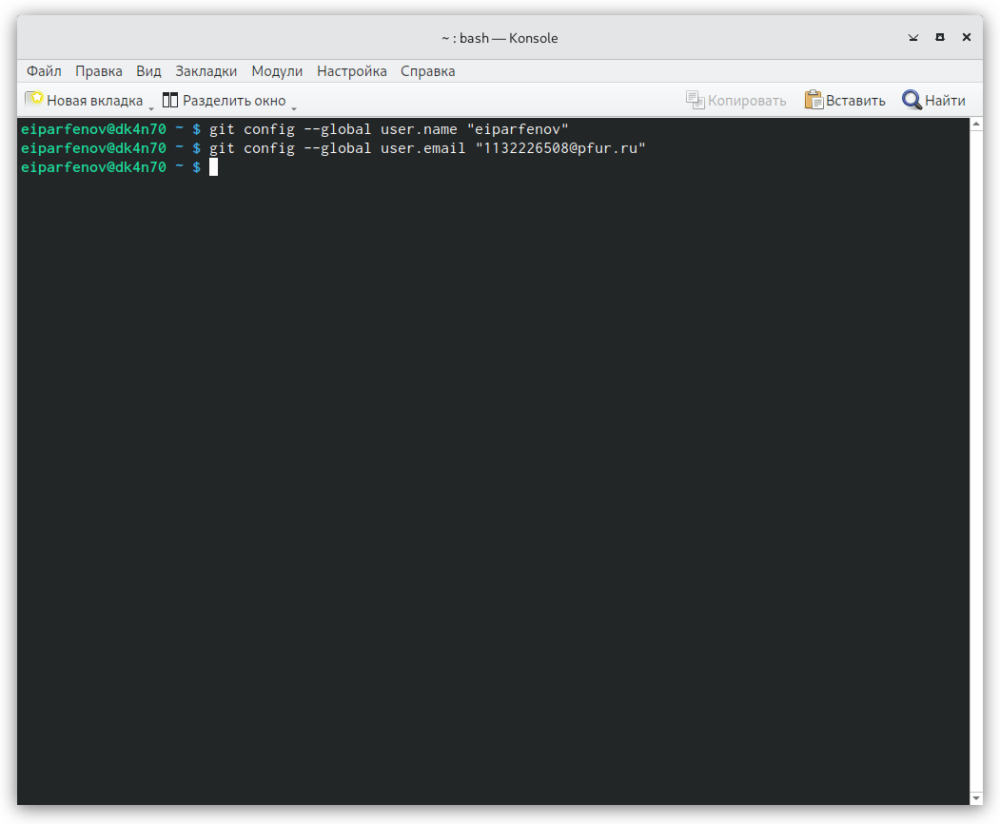 ~ : bash — Konsole
Файл Правка Вид Закладки Модули Настройка Справка
Новая вкладка Разделить окно Копировать Вставить Найти
eiparfenov@dk4n70 ~ $ git config --global user.name "eiparfenov"
eiparfenov@dk4n70 ~ $ git config --global user.email "1132226508@pfur.ru"
eiparfenov@dk4n70 ~ $